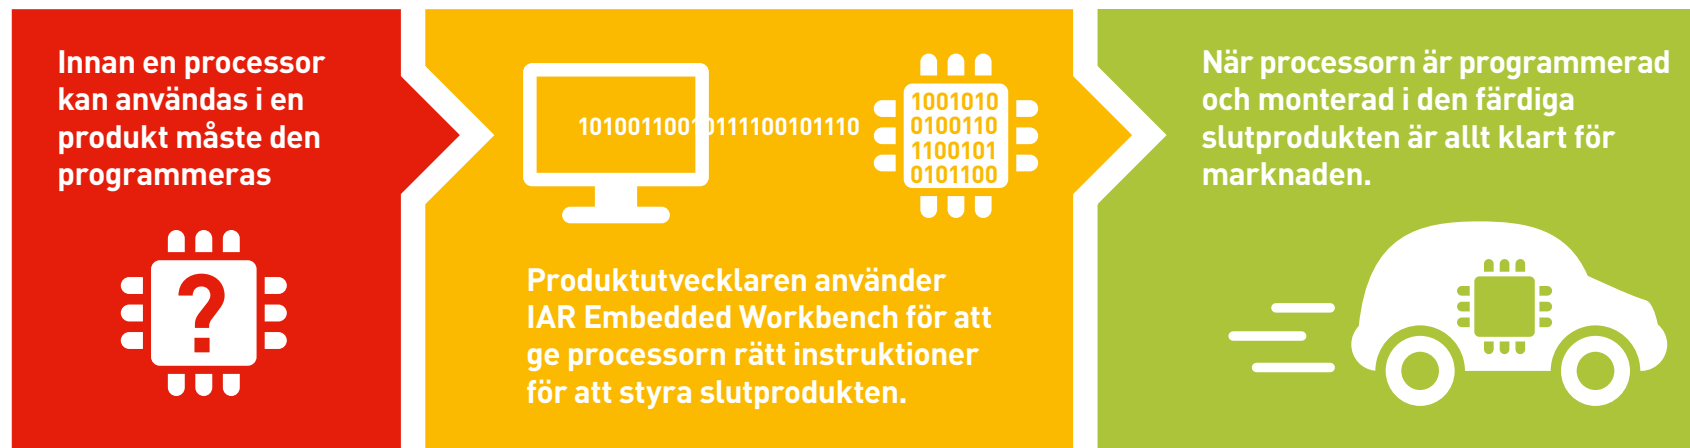 Innan en processor
kan användas i en
produkt måste den
programmeras
?
10100110010111100101110
1001010
0100110
1100101
0101100
Produktutvecklaren använder
IAR Embedded Workbench för att
ge processorn rätt instruktioner
för att styra slutprodukten.
När processorn är programmerad
och monterad i den färdiga
slutprodukten är allt klart för
marknaden.